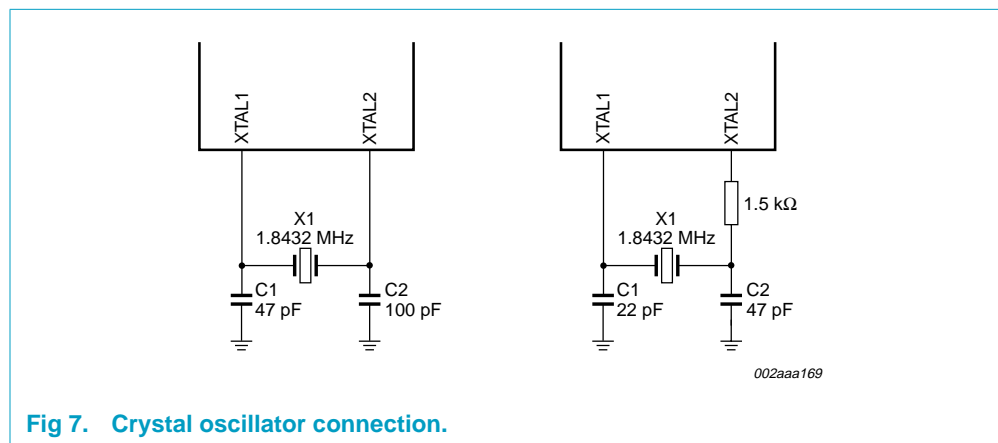 XTAL1
XTAL2
X1
1.8432 MHz
C1
47 pF
C2
100 pF
XTAL1
XTAL2
1.5 kΩ
X1
1.8432 MHz
C1
22 pF
C2
47 pF
002aaa169
Fig 7. Crystal oscillator connection.